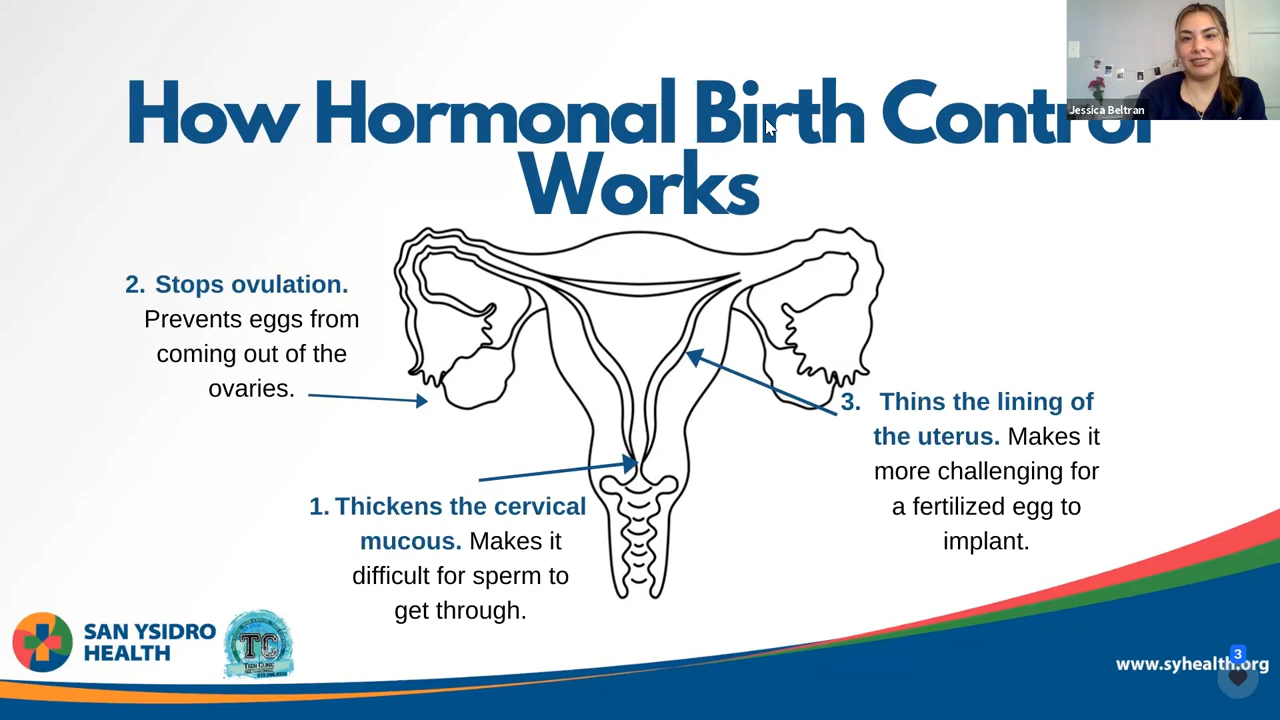 How Hormonal Birth Control
Works
Jessica Beltran
2. Stops ovulation.
Prevents eggs from
coming out of the
ovaries.
3. Thins the lining of
the uterus. Makes it
more challenging for
a fertilized egg to
implant.
1. Thickens the cervical
mucous. Makes it
difficult for sperm to
get through.
SAN YSIDRO
HEALTH
TC
www.syhealth.org
3